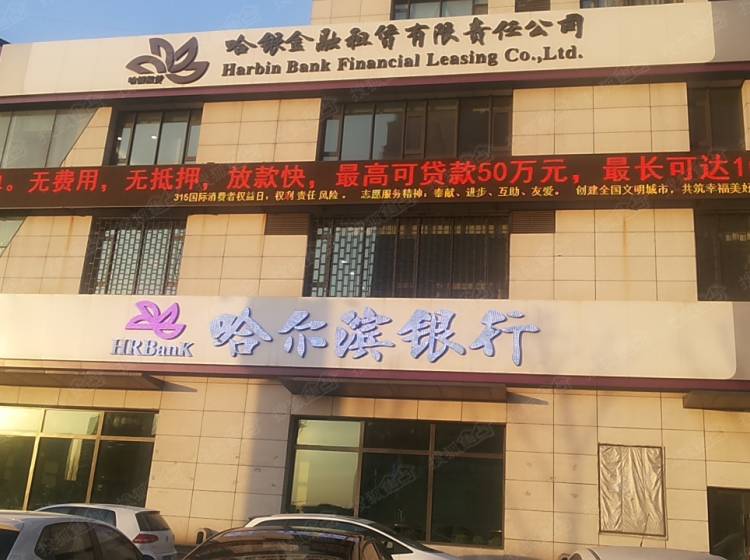 哈银金融租赁有限责任公司
哈银租赁
Harbin Bank Financial Leasing Co.,Ltd.
。无费用，无抵押，放款快，最高可贷款50万元，最长可达1
315国际消费者权益日，权利 责任 风险 。 志愿服务精神：奉献、进步、互助、友爱。 创建全国文明城市，共筑幸福美好
HRBank
哈尔滨银行